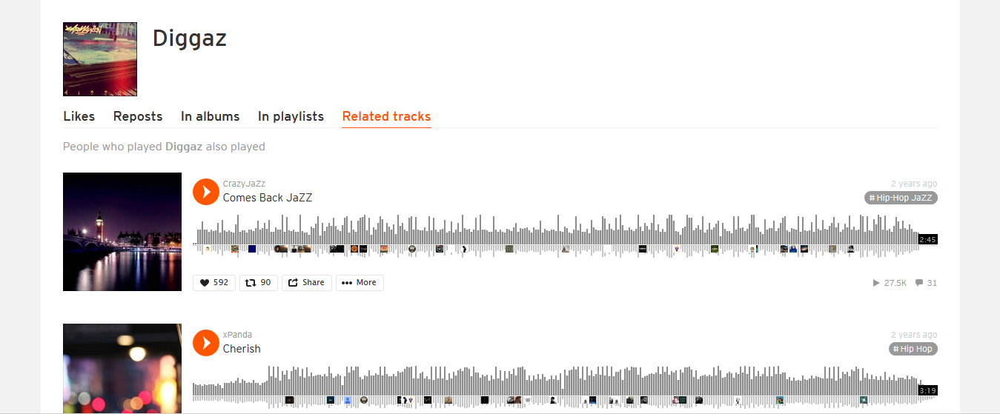 Diggaz
Likes Reposts In albums In playlists Related tracks
People who played Diggaz also played
CrazyJaZz
2 years ago
Comes Back JaZZ
# Hip-Hop JaZZ
2:45
592 90 Share More
27.5K 31
xPanda
2 years ago
Cherish
# Hip Hop
3:19